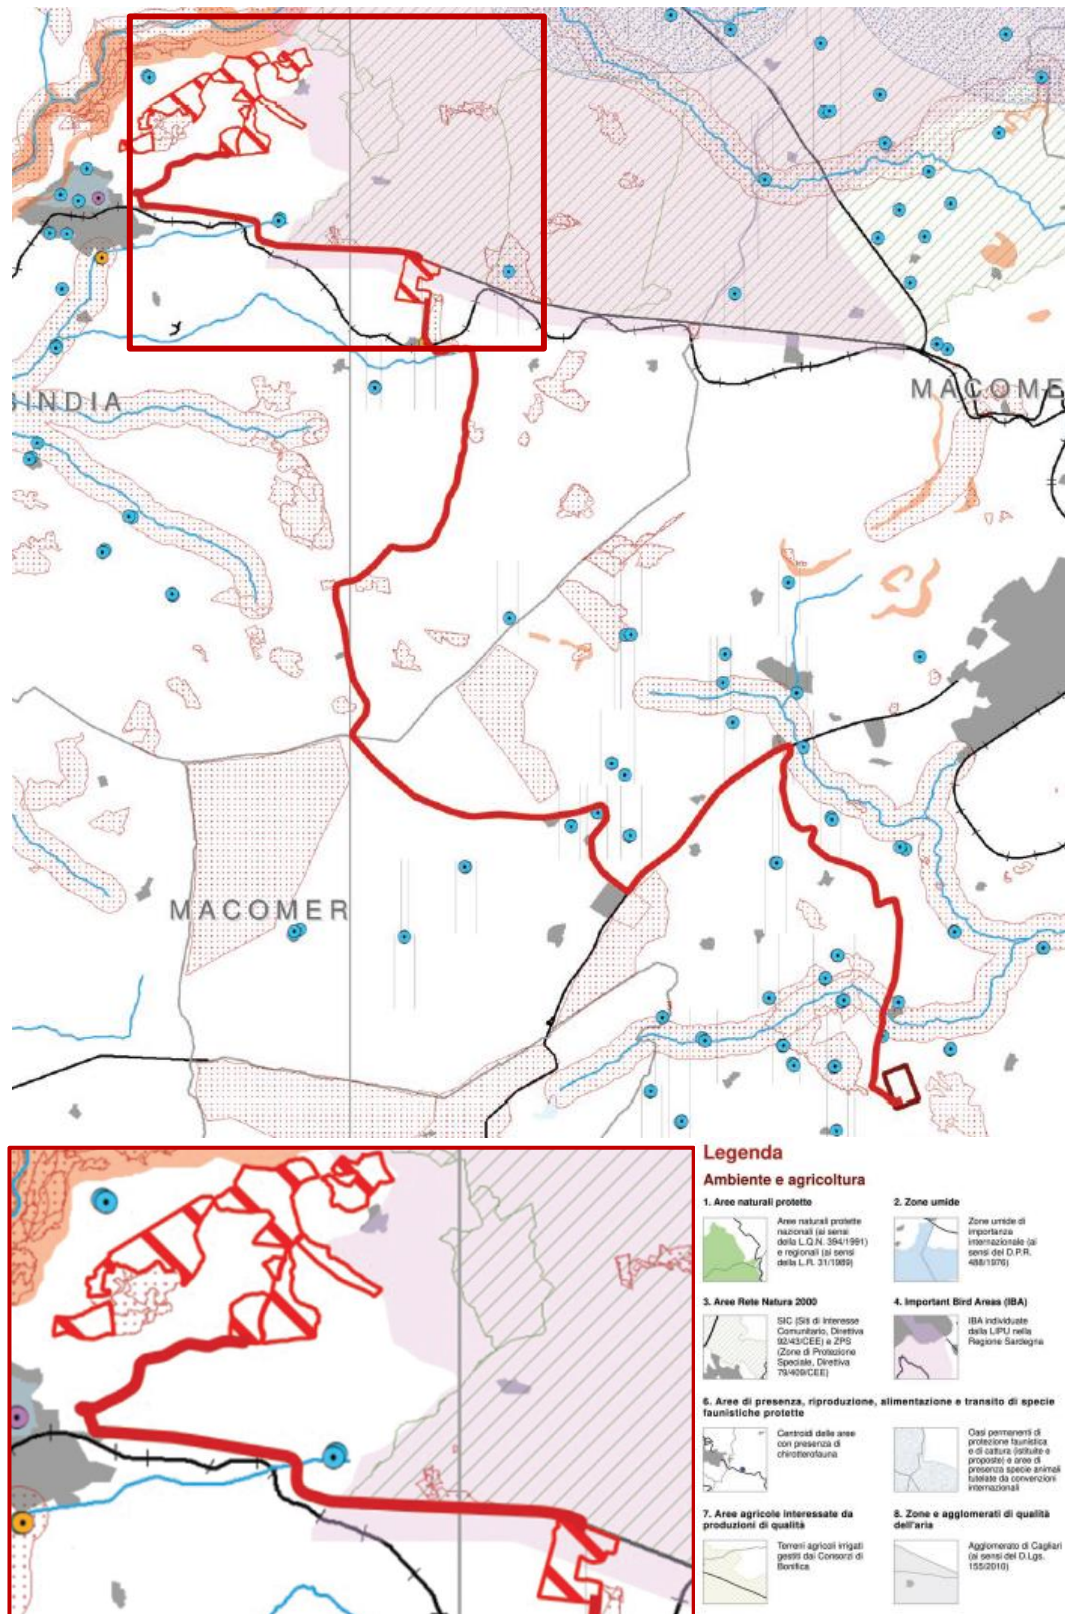 SINDIA
MACOME
MACOMER
Legenda
Ambiente e agricoltura
1. Aree naturali protette
Aree naturali protette
nazionali (ai sensi
della L.Q.N. 394/1991)
e regionali (ai sensi
della L.R. 31/1989)
2. Zone umide
Zone umide di
importanza
internazionale (ai
sensi del D.P.R.
488/1976)
3. Aree Rete Natura 2000
SIC (Siti di Interesse
Comunitario, Direttiva
92/43/CEE) e ZPS
(Zone di Protezione
Speciale, Direttiva
79/409/CEE)
4. Important Bird Areas (IBA)
IBA individuate
dalla LIPU nella
Regione Sardegna
6. Aree di presenza, riproduzione, alimentazione e transito di specie
faunistiche protette
Centroidi delle aree
con presenza di
chirotterofauna
Oasi permanenti di
protezione faunistica
e di cattura (istituite e
proposte) e aree di
presenza specie animali
tutelate da convenzioni
internazionali
7. Aree agricole interessate da
produzioni di qualità
Terreni agricoli irrigati
gestiti dai Consorzi di
Bonifica
8. Zone e agglomerati di qualità
dell'aria
Agglomerato di Cagliari
(ai sensi del D.Lgs.
155/2010)